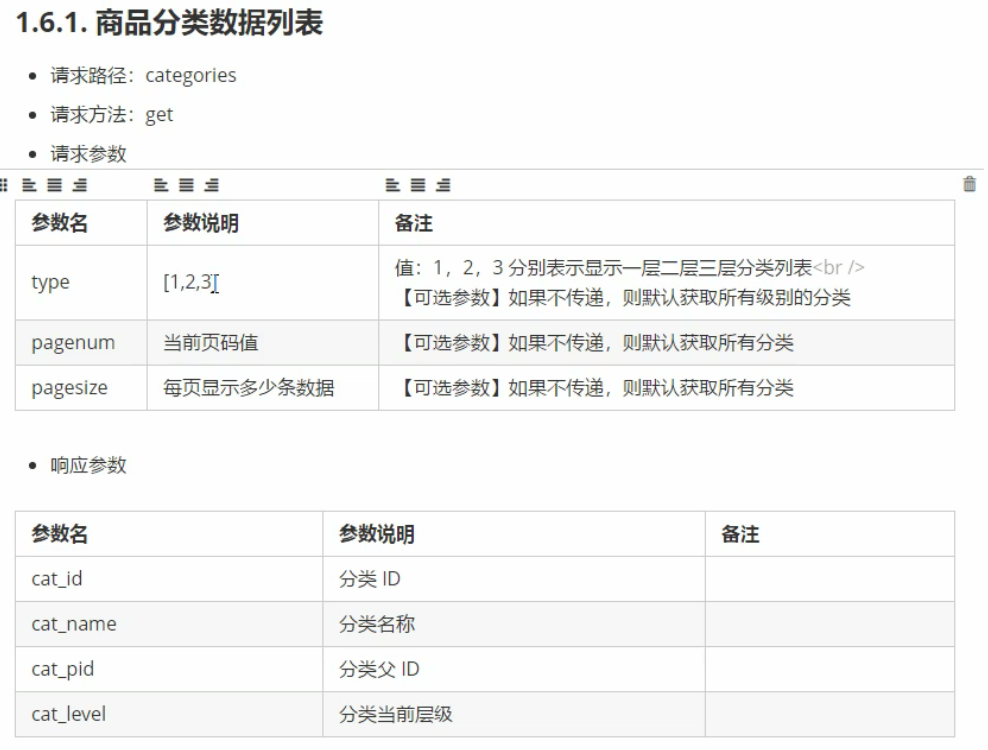 1.6.1. 商品分类数据列表
请求路径：categories
请求方法：get
请求参数
参数名 参数说明 备注
type [1,2,3] 值：1，2，3 分别表示显示一层二层三层分类列表<br />
【可选参数】如果不传递，则默认获取所有级别的分类
pagenum 当前页码值 【可选参数】如果不传递，则默认获取所有分类
pagesize 每页显示多少条数据 【可选参数】如果不传递，则默认获取所有分类
响应参数
参数名 参数说明 备注
cat_id 分类 ID
cat_name 分类名称
cat_pid 分类父 ID
cat_level 分类当前层级